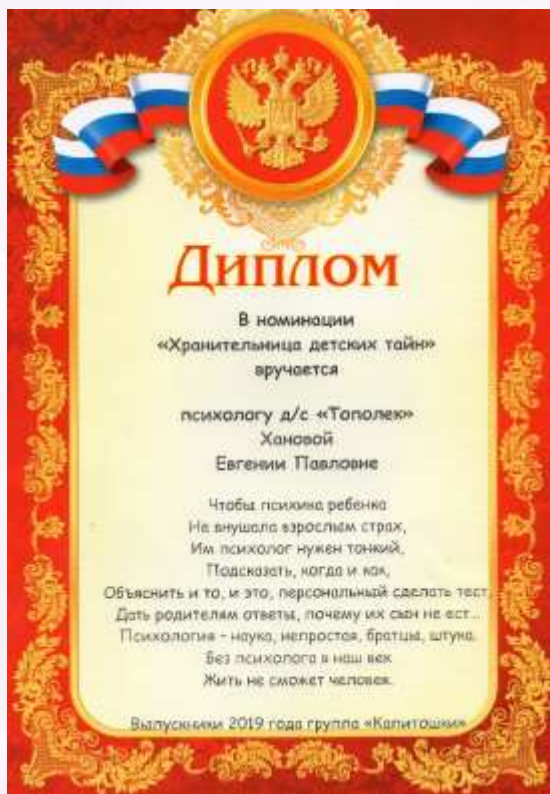 Диплом
В номинации
«Хранительница детских тайн»
вручается
психологу д/с «Тополек»
Хановой
Евгении Павловне
Чтобы психика ребенка
Не внушала взрослым страх,
Им психолог нужен тонкий,
Подсказать, когда и как,
Объяснить и то, и это, персональный сделать тест,
Дать родителям ответы, почему их сын не ест...
Психология - наука, непростая, братцы, штука.
Без психолога в наш век
Жить не сможет человек.
Выпускники 2019 года группа «Капитошки»